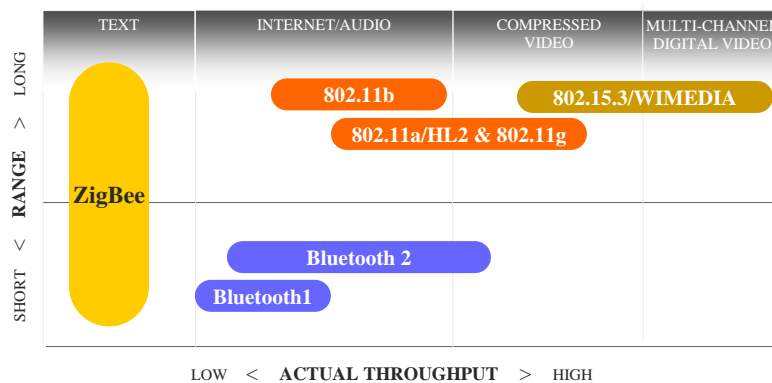 TEXT
INTERNET/AUDIO
COMPRESSED
VIDEO
MULTI-CHANNEL
DIGITAL VIDEO
SHORT < RANGE > LONG
802.11b
802.15.3/WIMEDIA
802.11a/HL2 & 802.11g
ZigBee
Bluetooth 2
Bluetooth1
LOW < ACTUAL THROUGHPUT > HIGH